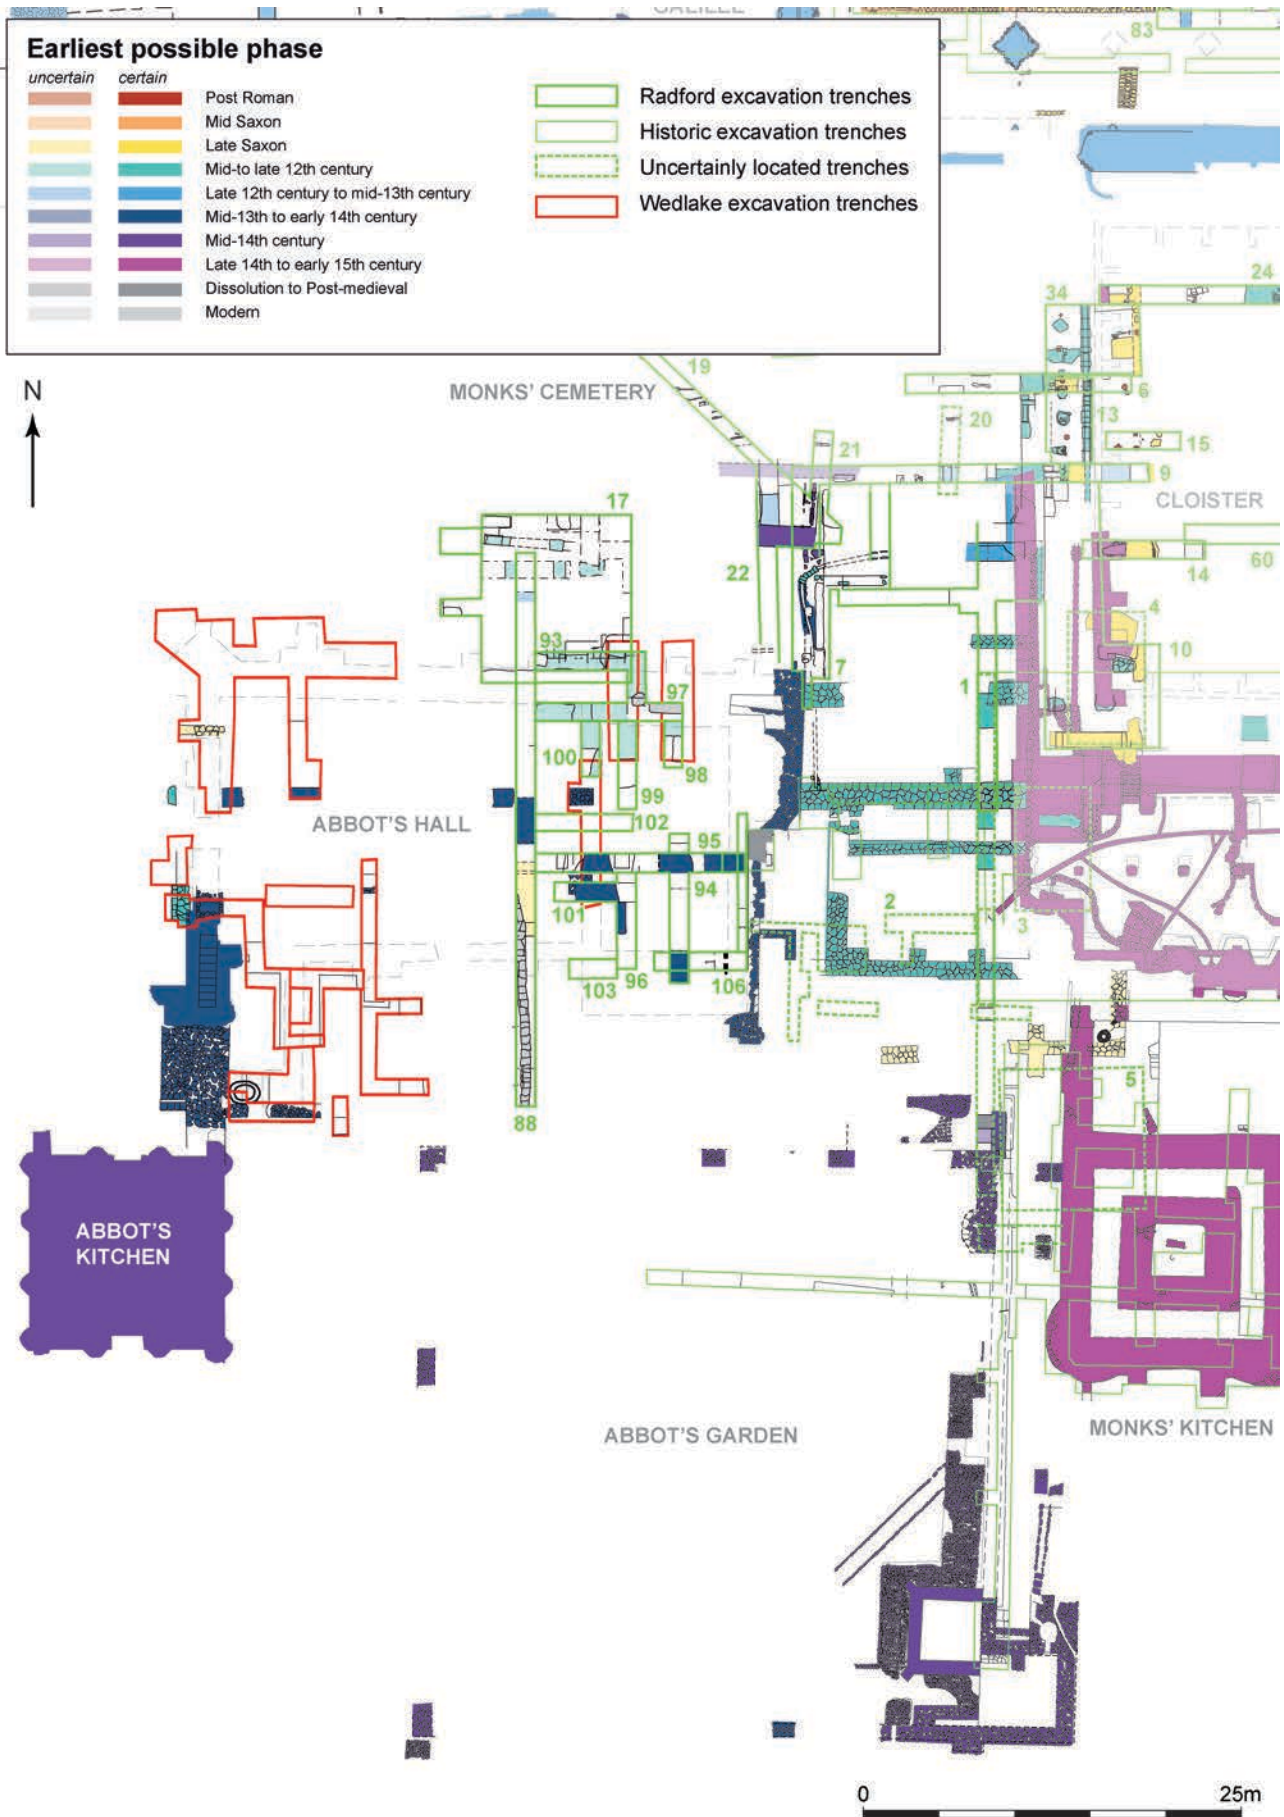 GALILEE
Earliest possible phase
uncertain certain
Post Roman
Mid Saxon
Late Saxon
Mid-to late 12th century
Late 12th century to mid-13th century
Mid-13th to early 14th century
Mid-14th century
Late 14th to early 15th century
Dissolution to Post-medieval
Modern
Radford excavation trenches
Historic excavation trenches
Uncertainly located trenches
Wedlake excavation trenches
83
24
34
19
N
MONKS' CEMETERY
6
20
13
21
15
9
CLOISTER
17
60
14
22
4
93
10
7
97
1
100
98
99
ABBOT'S HALL
102
95
94
101
2
3
96
103
106
5
88
ABBOT'S
KITCHEN
ABBOT'S GARDEN
MONKS' KITCHEN
0 25m